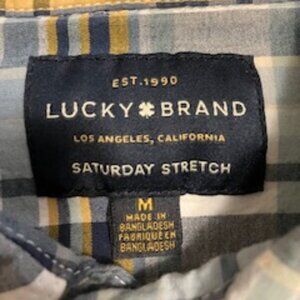 EST. 1990
LUCKY BRAND
LOS ANGELES, CALIFORNIA
SATURDAY STRETCH
M
MADE IN
BANGLADESH
FABRIQUÉ EN
BANGLADESH